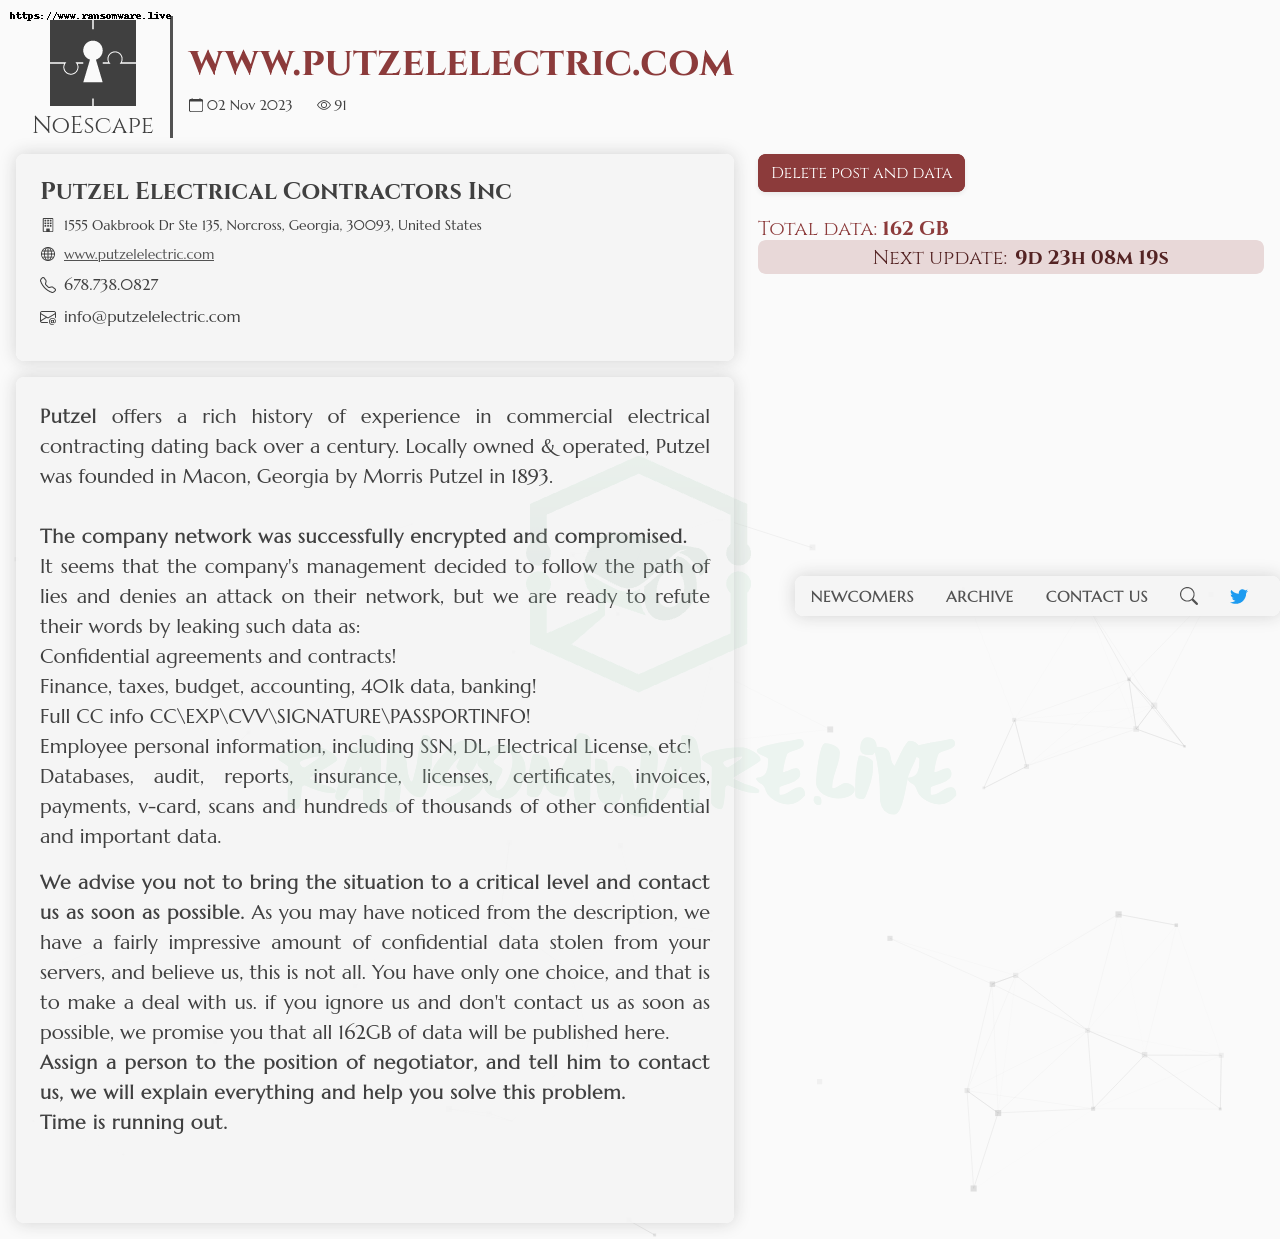 https://www.ransomware.live
NoEscape
www.putzelelectric.com
02 Nov 2023 91
Putzel Electrical Contractors Inc
1555 Oakbrook Dr Ste 135, Norcross, Georgia, 30093, United States
www.putzelelectric.com
678.738.0827
info@putzelelectric.com
Delete post and data
Total data: 162 GB
Next update: 9d 23h 08m 19s
Putzel offers a rich history of experience in commercial electrical
contracting dating back over a century. Locally owned & operated, Putzel
was founded in Macon, Georgia by Morris Putzel in 1893.
The company network was successfully encrypted and compromised.
It seems that the company's management decided to follow the path of
lies and denies an attack on their network, but we are ready to refute
their words by leaking such data as:
Confidential agreements and contracts!
Finance, taxes, budget, accounting, 401k data, banking!
Full CC info CC\EXP\CVV\SIGNATURE\PASSPORTINFO!
Employee personal information, including SSN, DL, Electrical License, etc!
Databases, audit, reports, insurance, licenses, certificates, invoices,
payments, v-card, scans and hundreds of thousands of other confidential
and important data.
We advise you not to bring the situation to a critical level and contact
us as soon as possible. As you may have noticed from the description, we
have a fairly impressive amount of confidential data stolen from your
servers, and believe us, this is not all. You have only one choice, and that is
to make a deal with us. if you ignore us and don't contact us as soon as
possible, we promise you that all 162GB of data will be published here.
Assign a person to the position of negotiator, and tell him to contact
us, we will explain everything and help you solve this problem.
Time is running out.
NEWCOMERS ARCHIVE CONTACT US
RANSOMWARE.LIVE